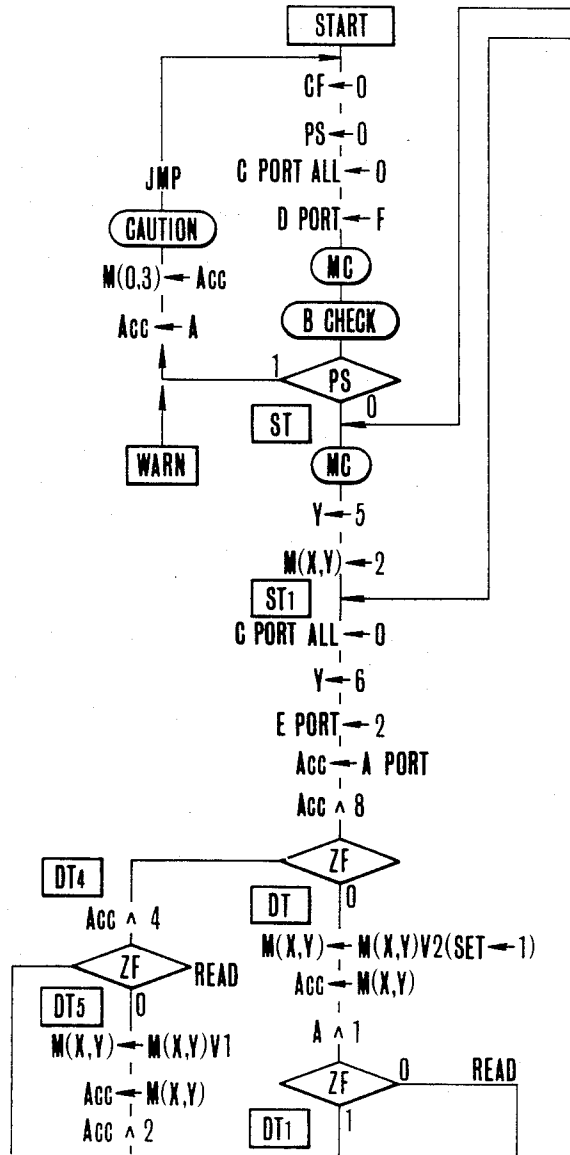 START
CF←0
PS←0
JMP
C PORT ALL←0
CAUTION
D PORT←F
M(0,3)←Acc
MC
Acc←A
B CHECK
1
PS
0
ST
WARN
MC
Y←5
M(X,Y)←2
ST1
C PORT ALL←0
Y←6
E PORT←2
Acc←A PORT
Acc ∧ 8
ZF
0
DT4
DT
Acc ∧ 4
M(X,Y)←M(X,Y)V2(SET←1)
ZF
READ
Acc←M(X,Y)
0
DT5
A ∧ 1
M(X,Y)←M(X,Y)V1
ZF
0
READ
Acc←M(X,Y)
1
DT1
Acc ∧ 2